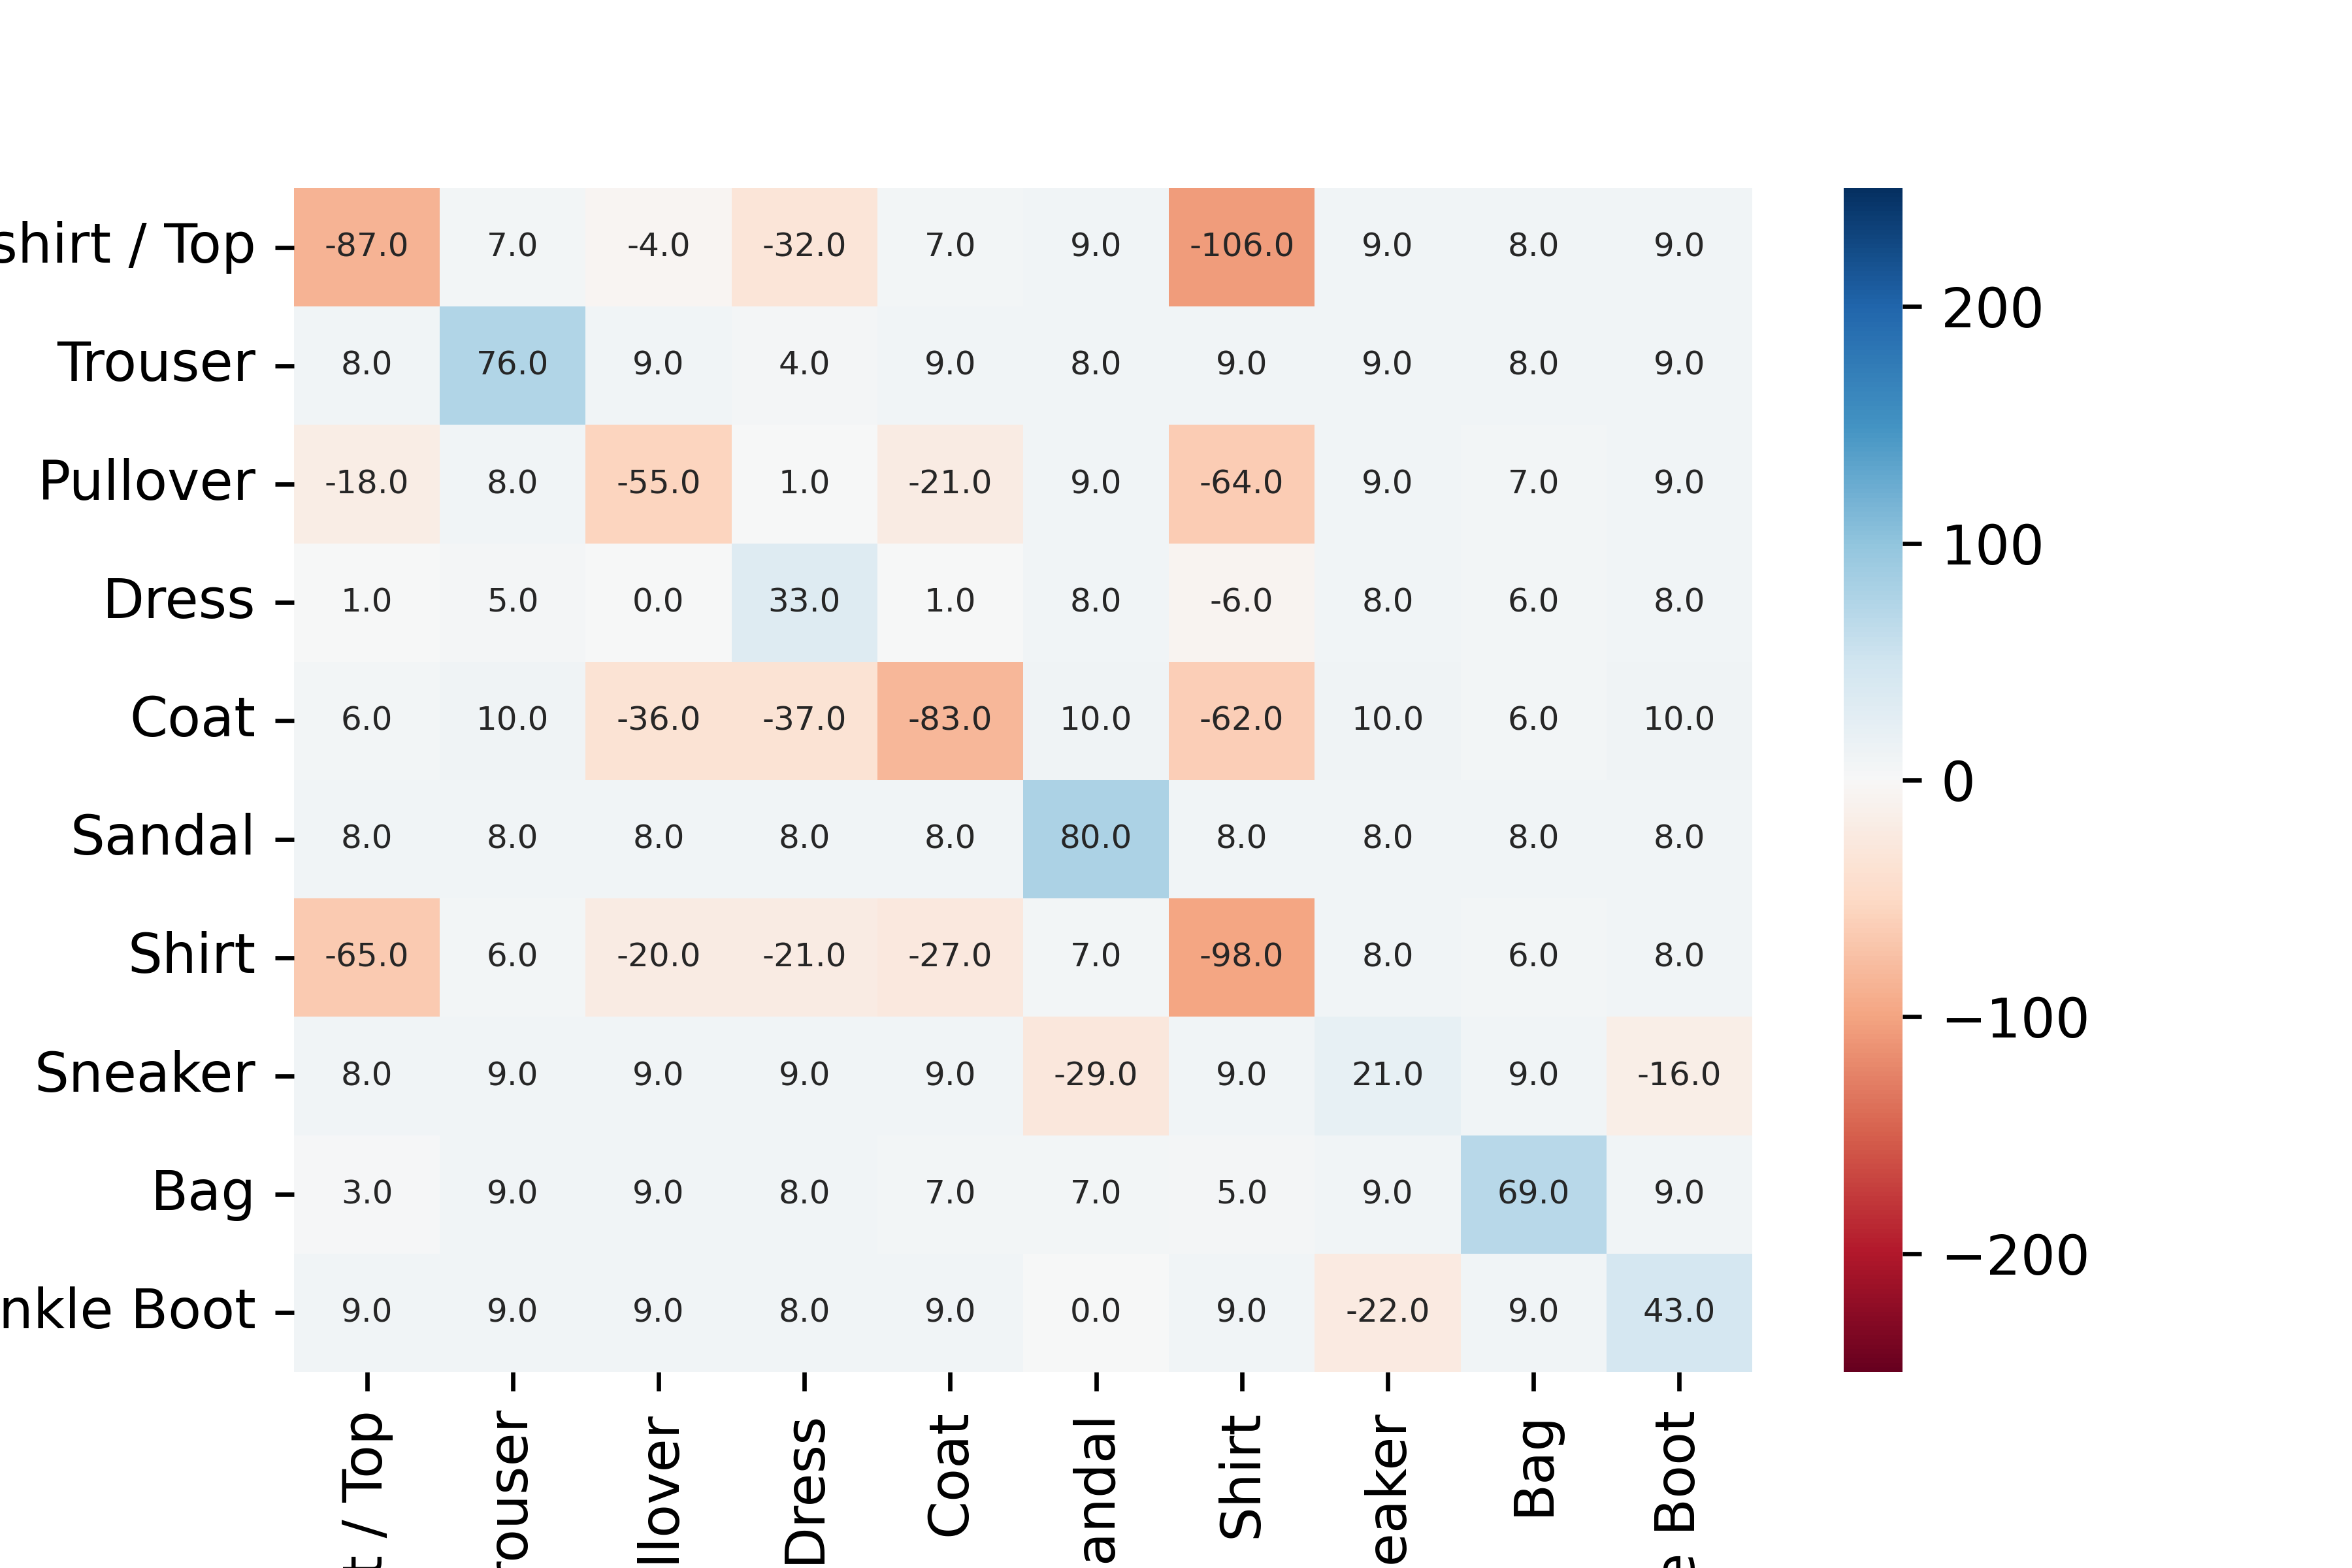 shirt / Top -87.0 7.0 -4.0 -32.0 7.0 9.0 -106.0 9.0 8.0 9.0
Trouser 8.0 76.0 9.0 4.0 9.0 8.0 9.0 9.0 8.0 9.0
Pullover -18.0 8.0 -55.0 1.0 -21.0 9.0 -64.0 9.0 7.0 9.0
Dress 1.0 5.0 0.0 33.0 1.0 8.0 -6.0 8.0 6.0 8.0
Coat 6.0 10.0 -36.0 -37.0 -83.0 10.0 -62.0 10.0 6.0 10.0
Sandal 8.0 8.0 8.0 8.0 8.0 80.0 8.0 8.0 8.0 8.0
Shirt -65.0 6.0 -20.0 -21.0 -27.0 7.0 -98.0 8.0 6.0 8.0
Sneaker 8.0 9.0 9.0 9.0 9.0 -29.0 9.0 21.0 9.0 -16.0
Bag 3.0 9.0 9.0 8.0 7.0 7.0 5.0 9.0 69.0 9.0
nkle Boot 9.0 9.0 9.0 8.0 9.0 0.0 9.0 -22.0 9.0 43.0
t / Top
rouser
llover
Dress
Coat
andal
Shirt
eaker
Bag
e Boot
200
100
0
−100
−200